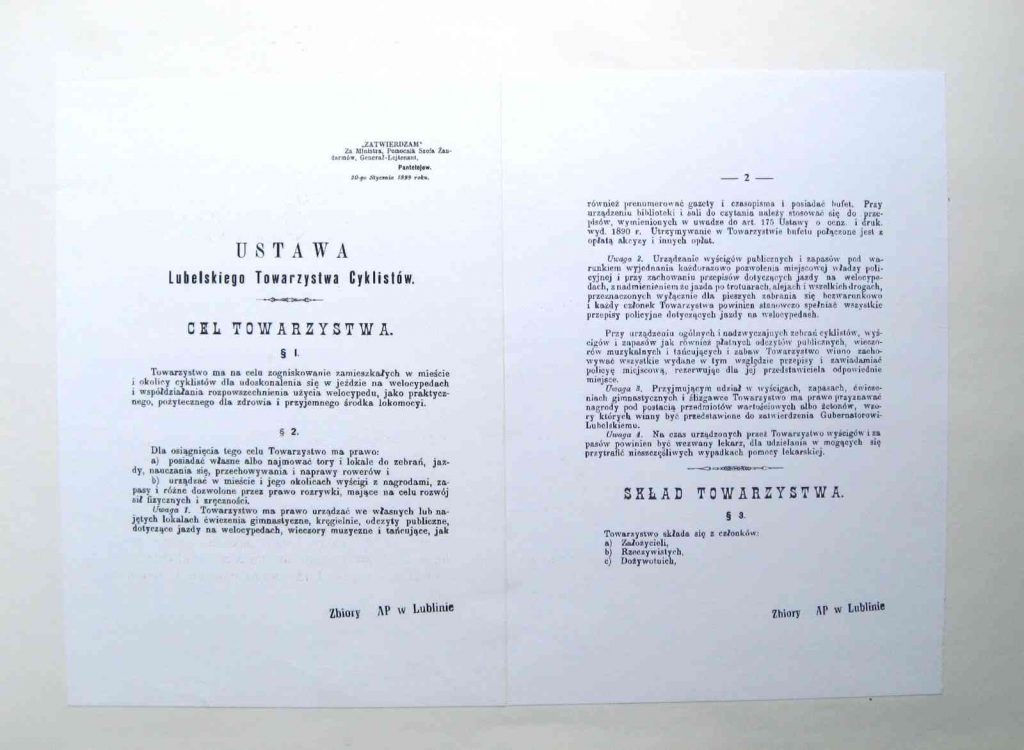 „ZATWIERDZAM"
Za Ministra, Pomocnik Szefa Żan-
darmów, Generał-Lejtenant,
Pantelejew.
10-go Stycznia 1899 roku.
USTAWA
Lubelskiego Towarzystwa Cyklistów.
CEL TOWARZYSTWA.
§ 1.
Towarzystwo ma na celu zogniskowanie zamieszkałych w mieście
i okolicy cyklistów dla udoskonalenia się w jeździe na welocypedach
i współdziałania rozpowszechnienia użycia welocypedu, jako praktycz-
nego, pożytecznego dla zdrowia i przyjemnego środka lokomocyi.
§ 2.
Dla osiągnięcia tego celu Towarzystwo ma prawo:
a) posiadać własne albo najmować tory i lokale do zebrań, jaz-
dy, nauczania się, przechowywania i naprawy rowerów i
b) urządzać w mieście i jego okolicach wyścigi z nagrodami, za-
pasy i różne dozwolone przez prawo rozrywki, mające na celu rozwój
sił fizycznych i zręczności.
Uwaga 1. Towarzystwo ma prawo urządzać we własnych lub na-
jętych lokalach ćwiczenia gimnastyczne, kręgielnie, odczyty publiczne,
dotyczące jazdy na welocypedach, wieczory muzyczne i tańcujące, jak
Zbiory AP w Lublinie
— 2 —
również prenumerować gazety i czasopisma i posiadać bufet. Przy
urządzeniu biblioteki i sali do czytania należy stosować się do prze-
pisów, wymienionych w uwadze do art. 175 Ustawy o cenz. i druk.
wyd. 1890 r. Utrzymywanie w Towarzystwie bufetu połączone jest z
opłatą akcyzy i innych opłat.
Uwaga 2. Urządzanie wyścigów publicznych i zapasów pod wa-
runkiem wyjednania każdorazowo pozwolenia miejscowej władzy poli-
cyjnej i przy zachowaniu przepisów dotyczących jazdy na welocype-
dach, z nadmienieniem że jazda po trotuarach, alejach i wszelkich drogach,
przeznaczonych wyłącznie dla pieszych zabrania się bezwarunkowo
i każdy członek Towarzystwa powinien stanowczo spełniać wszystkie
przepisy policyjne dotyczących jazdy na welocypedach.
Przy urządzeniu ogólnych i nadzwyczajnych zebrań cyklistów, wyś-
cigów i zapasów jak również płatnych odczytów publicznych, wieczo-
rów muzykalnych i tańcujących i zabaw Towarzystwo winno zacho-
wywać wszystkie wydane w tym względzie przepisy i zawiadamiać
policyę miejscową, rezerwując dla jej przedstawiciela odpowiednie
miejsce.
Uwaga 3. Przyjmującym udział w wyścigach, zapasach, ćwicze-
niach gimnastycznych i ślizgawce Towarzystwo ma prawo przyznawać
nagrody pod postacią przedmiotów wartościowych albo żetonów, wzo-
ry których winny być przedstawione do zatwierdzenia Gubernatorowi-
Lubelskiemu.
Uwaga 4. Na czas urządzonych przez Towarzystwo wyścigów i za
pasów powinien być wezwany lekarz, dla udzielania w mogących się
przytrafić nieszczęśliwych wypadkach pomocy lekarskiej.
SKŁAD TOWARZYSTWA.
§ 3.
Towarzystwo składa się z członków:
a) Założycieli,
b) Rzeczywistych,
c) Dożywotnich,
Zbiory AP w Lublinie